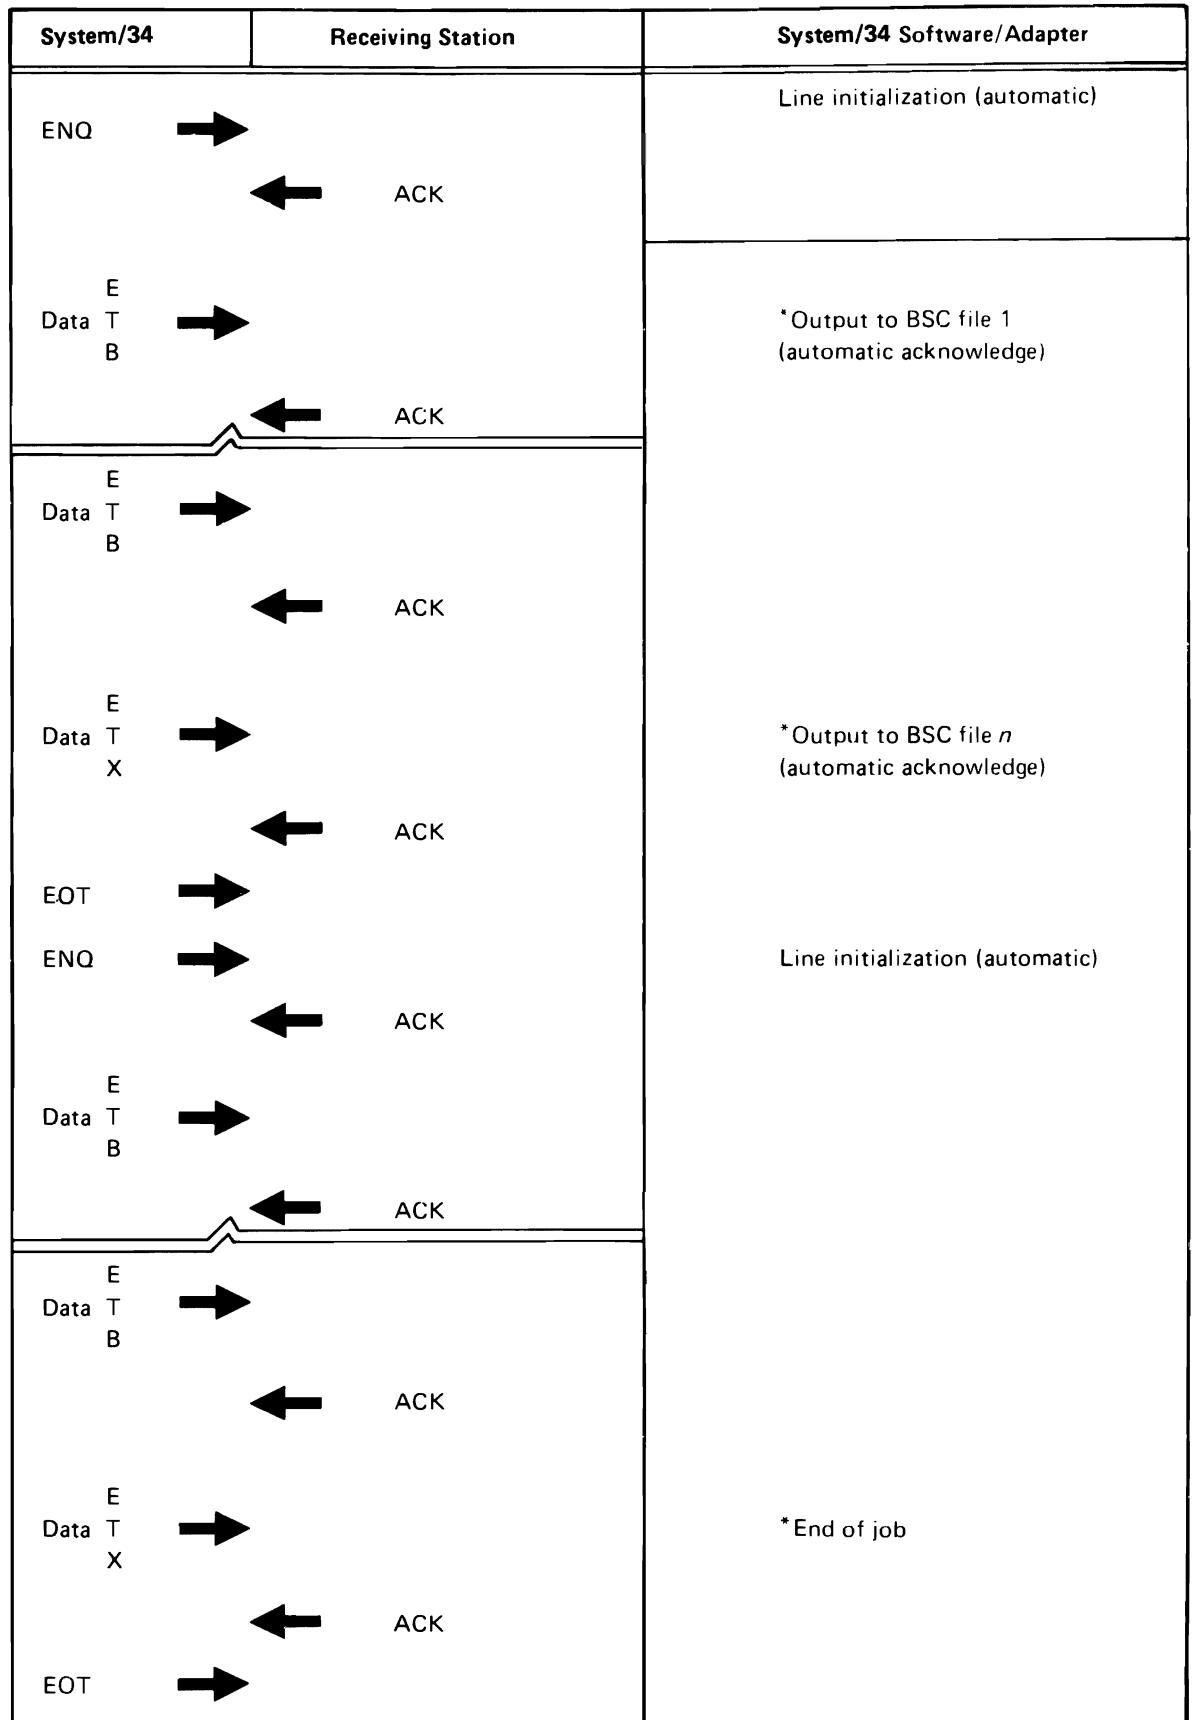 System/34 Receiving Station System/34 Software/Adapter
Line initialization (automatic)
ENQ
ACK
E
Data T
B
*Output to BSC file 1
(automatic acknowledge)
ACK
E
Data T
B
ACK
E
Data T
X
*Output to BSC file n
(automatic acknowledge)
ACK
EOT
ENQ
Line initialization (automatic)
ACK
E
Data T
B
ACK
E
Data T
B
ACK
E
Data T
X
*End of job
ACK
EOT